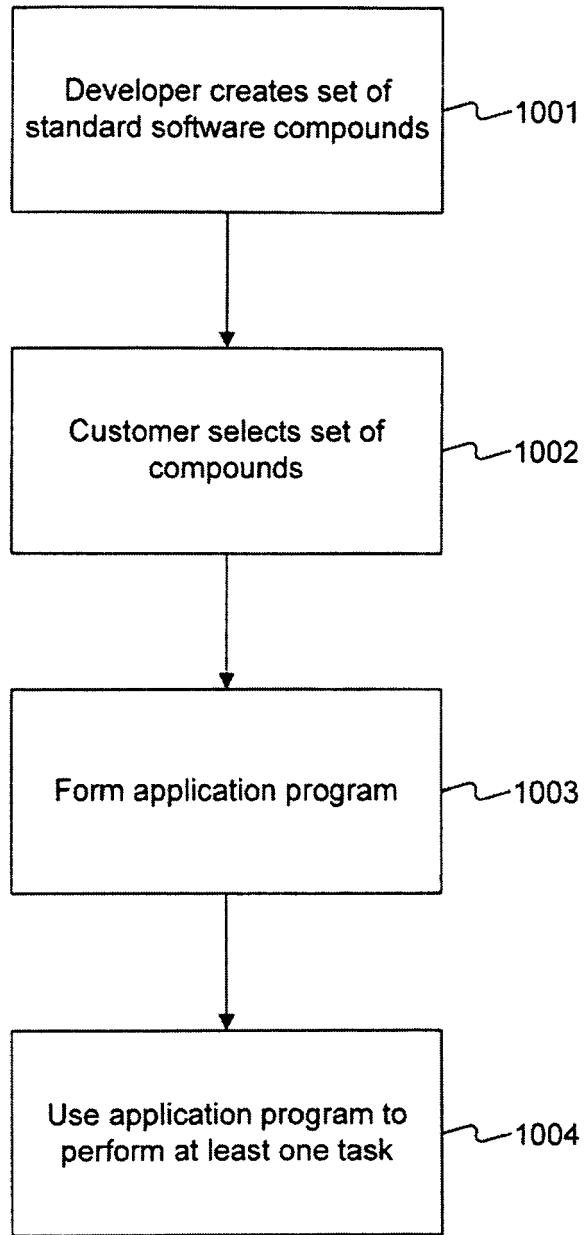 Developer creates set of
standard software compounds
1001
Customer selects set of
compounds
1002
Form application program
1003
Use application program to
perform at least one task
1004